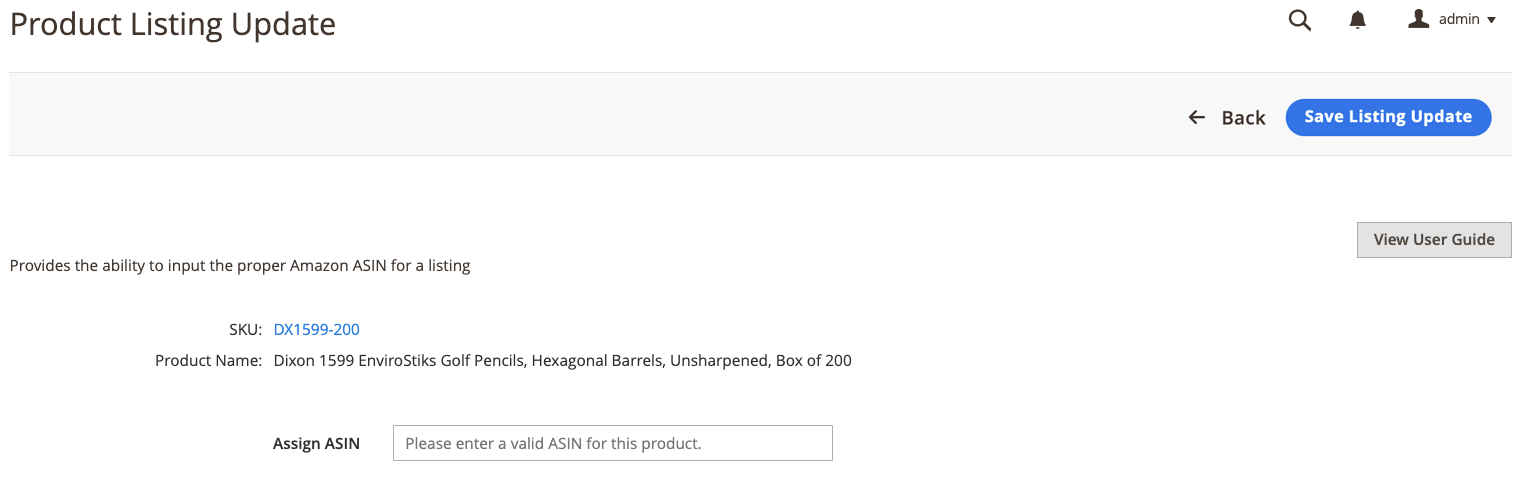 Product Listing Update
admin
Back
Save Listing Update
View User Guide
Provides the ability to input the proper Amazon ASIN for a listing
SKU: DX1599-200
Product Name: Dixon 1599 EnviroStiks Golf Pencils, Hexagonal Barrels, Unsharpened, Box of 200
Assign ASIN Please enter a valid ASIN for this product.